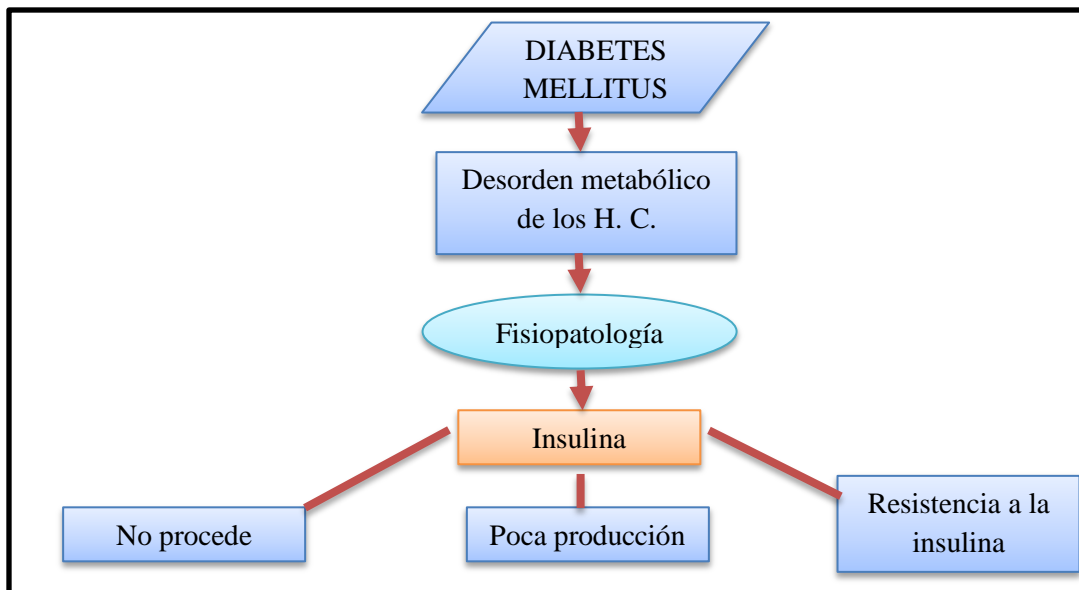 DIABETES
MELLITUS
Desorden metabólico
de los H. C.
Fisiopatología
Insulina
No procede
Poca producción
Resistencia a la
insulina